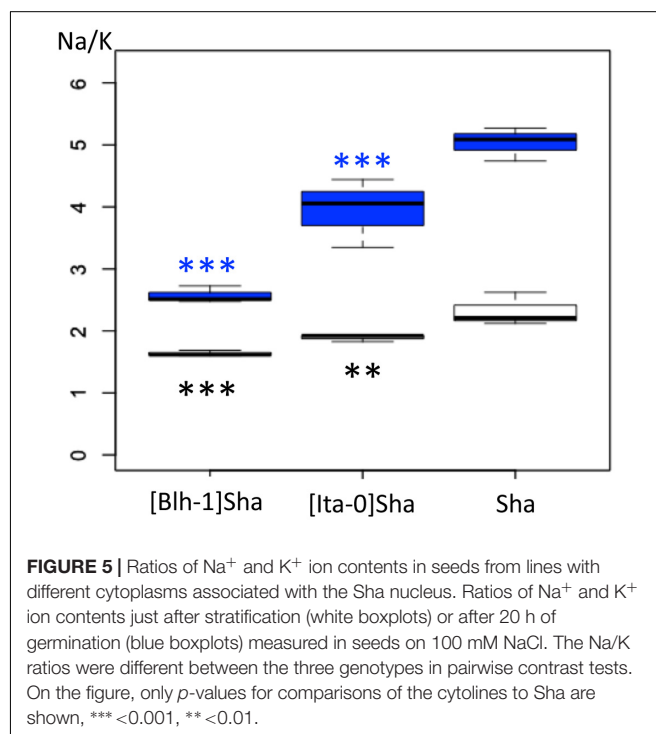 Na/K
6
5
4
3
2
1
0
***
***
***
**
[Blh-1]Sha [Ita-0]Sha Sha
FIGURE 5 | Ratios of Na⁺ and K⁺ ion contents in seeds from lines with
different cytoplasms associated with the Sha nucleus. Ratios of Na⁺ and K⁺
ion contents just after stratification (white boxplots) or after 20 h of
germination (blue boxplots) measured in seeds on 100 mM NaCl. The Na/K
ratios were different between the three genotypes in pairwise contrast tests.
On the figure, only p-values for comparisons of the cytolines to Sha are
shown, ***<0.001, **<0.01.